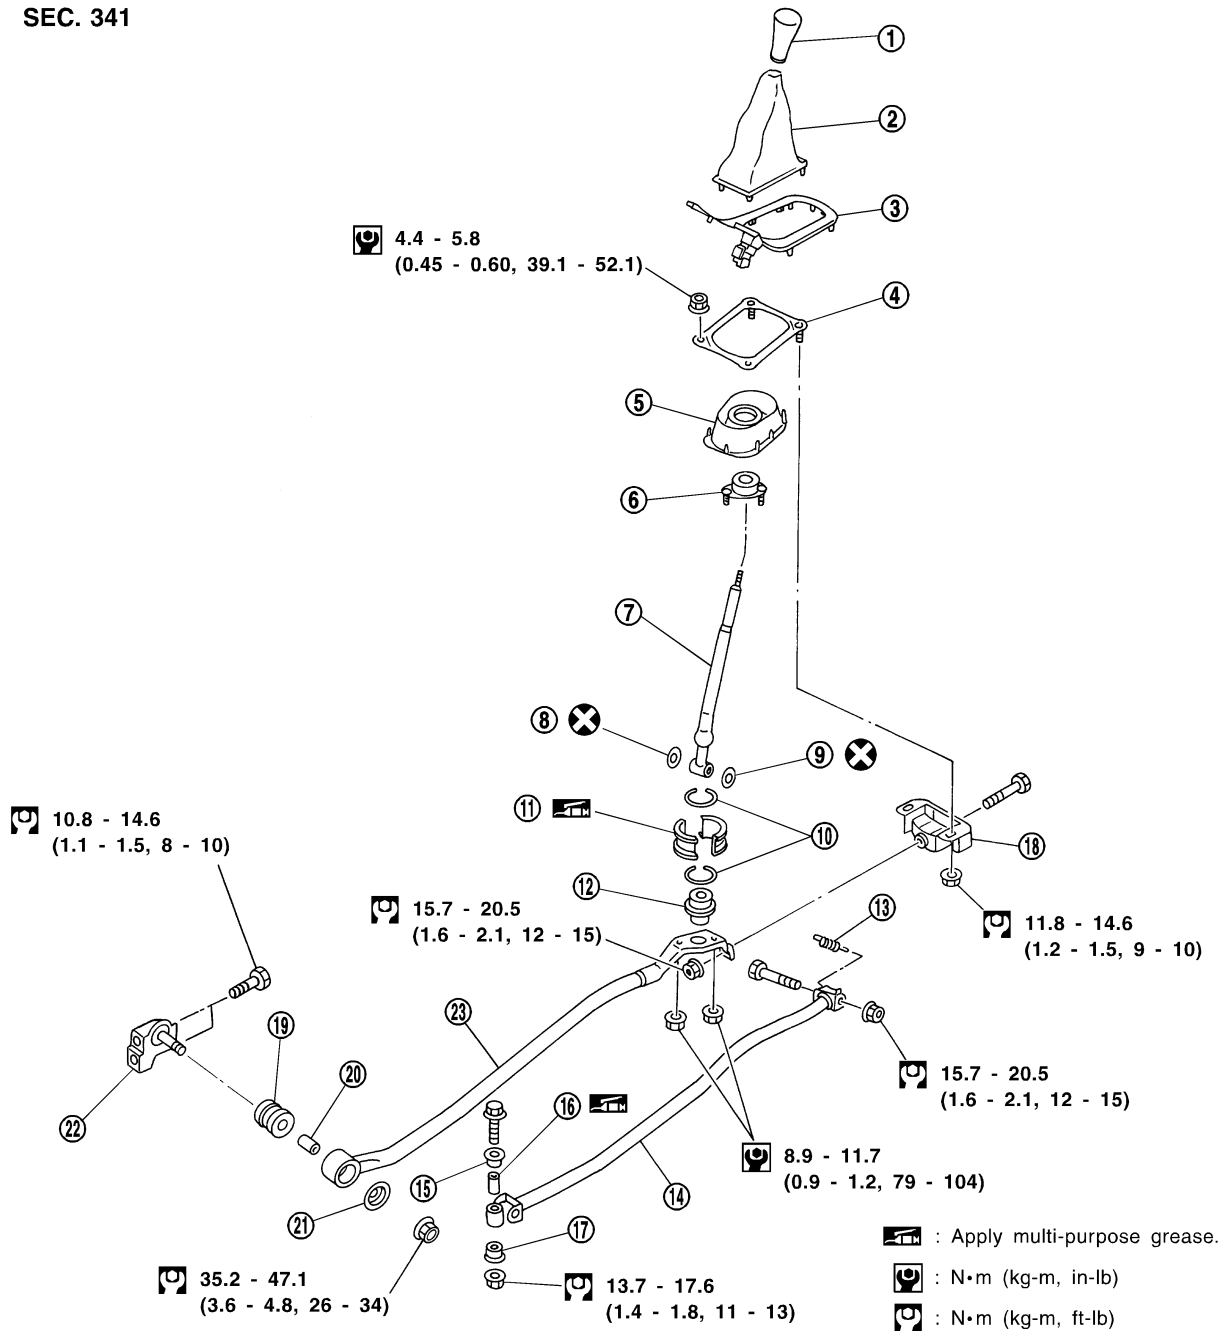 SEC. 341
1
2
3
4.4 - 5.8
(0.45 - 0.60, 39.1 - 52.1)
4
5
6
7
8
9
11
10
10.8 - 14.6
(1.1 - 1.5, 8 - 10)
18
12
15.7 - 20.5
(1.6 - 2.1, 12 - 15)
13
11.8 - 14.6
(1.2 - 1.5, 9 - 10)
23
19
20
22
16
15.7 - 20.5
(1.6 - 2.1, 12 - 15)
8.9 - 11.7
(0.9 - 1.2, 79 - 104)
15
14
21
17
35.2 - 47.1
(3.6 - 4.8, 26 - 34)
13.7 - 17.6
(1.4 - 1.8, 11 - 13)
: Apply multi-purpose grease.
: N•m (kg-m, in-lb)
: N•m (kg-m, ft-lb)